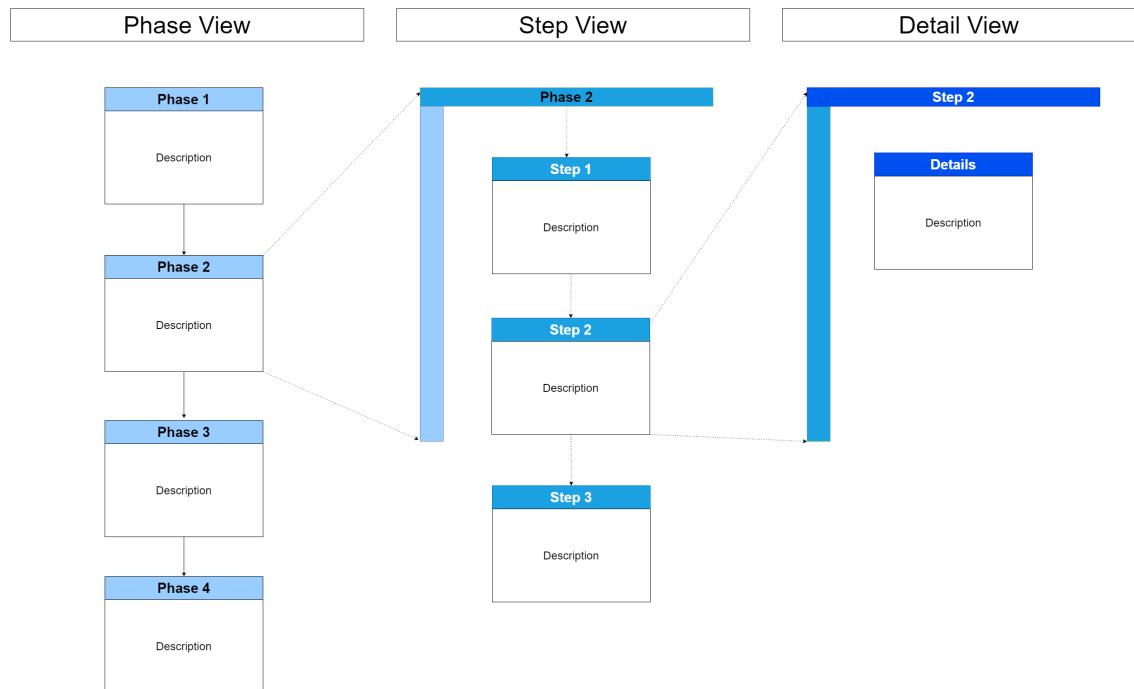 Phase View
Step View
Detail View
Phase 1
Description
Phase 2
Description
Phase 3
Description
Phase 4
Description
Phase 2
Step 1
Description
Step 2
Description
Step 3
Description
Step 2
Details
Description